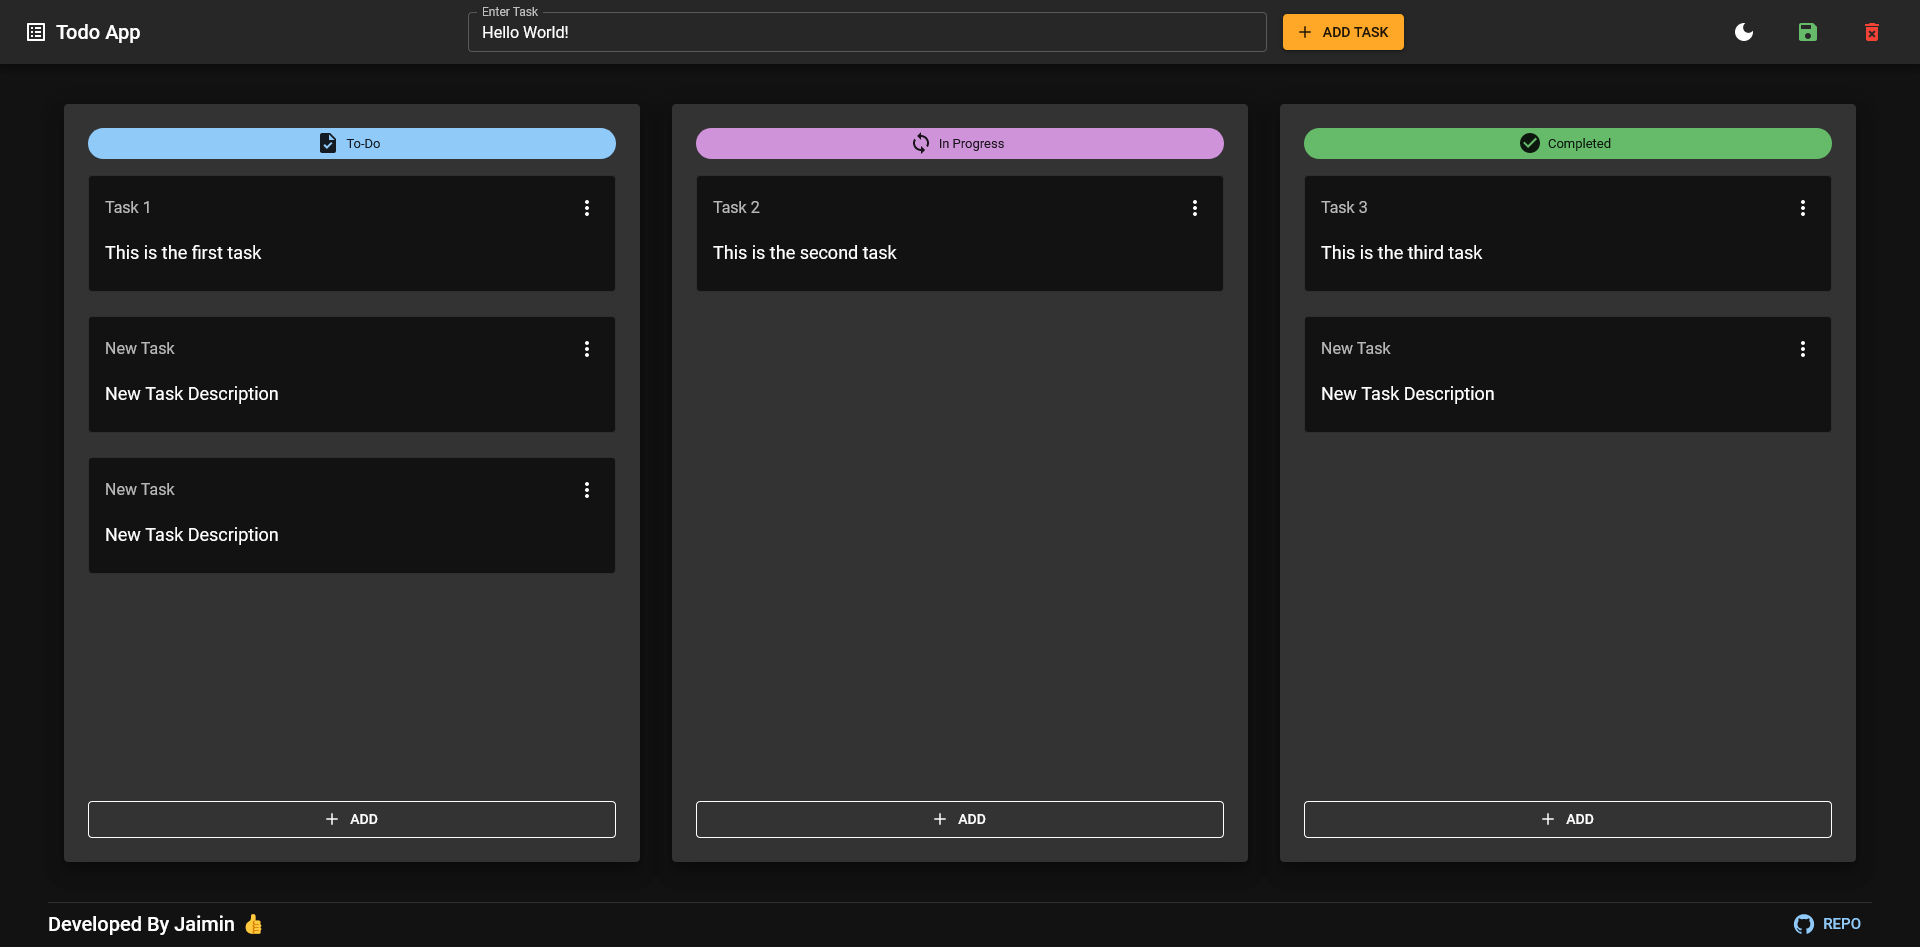 Todo App
Enter Task
Hello World!
ADD TASK
To-Do
Task 1
This is the first task
New Task
New Task Description
New Task
New Task Description
ADD
In Progress
Task 2
This is the second task
ADD
Completed
Task 3
This is the third task
New Task
New Task Description
ADD
Developed By Jaimin 👍
REPO